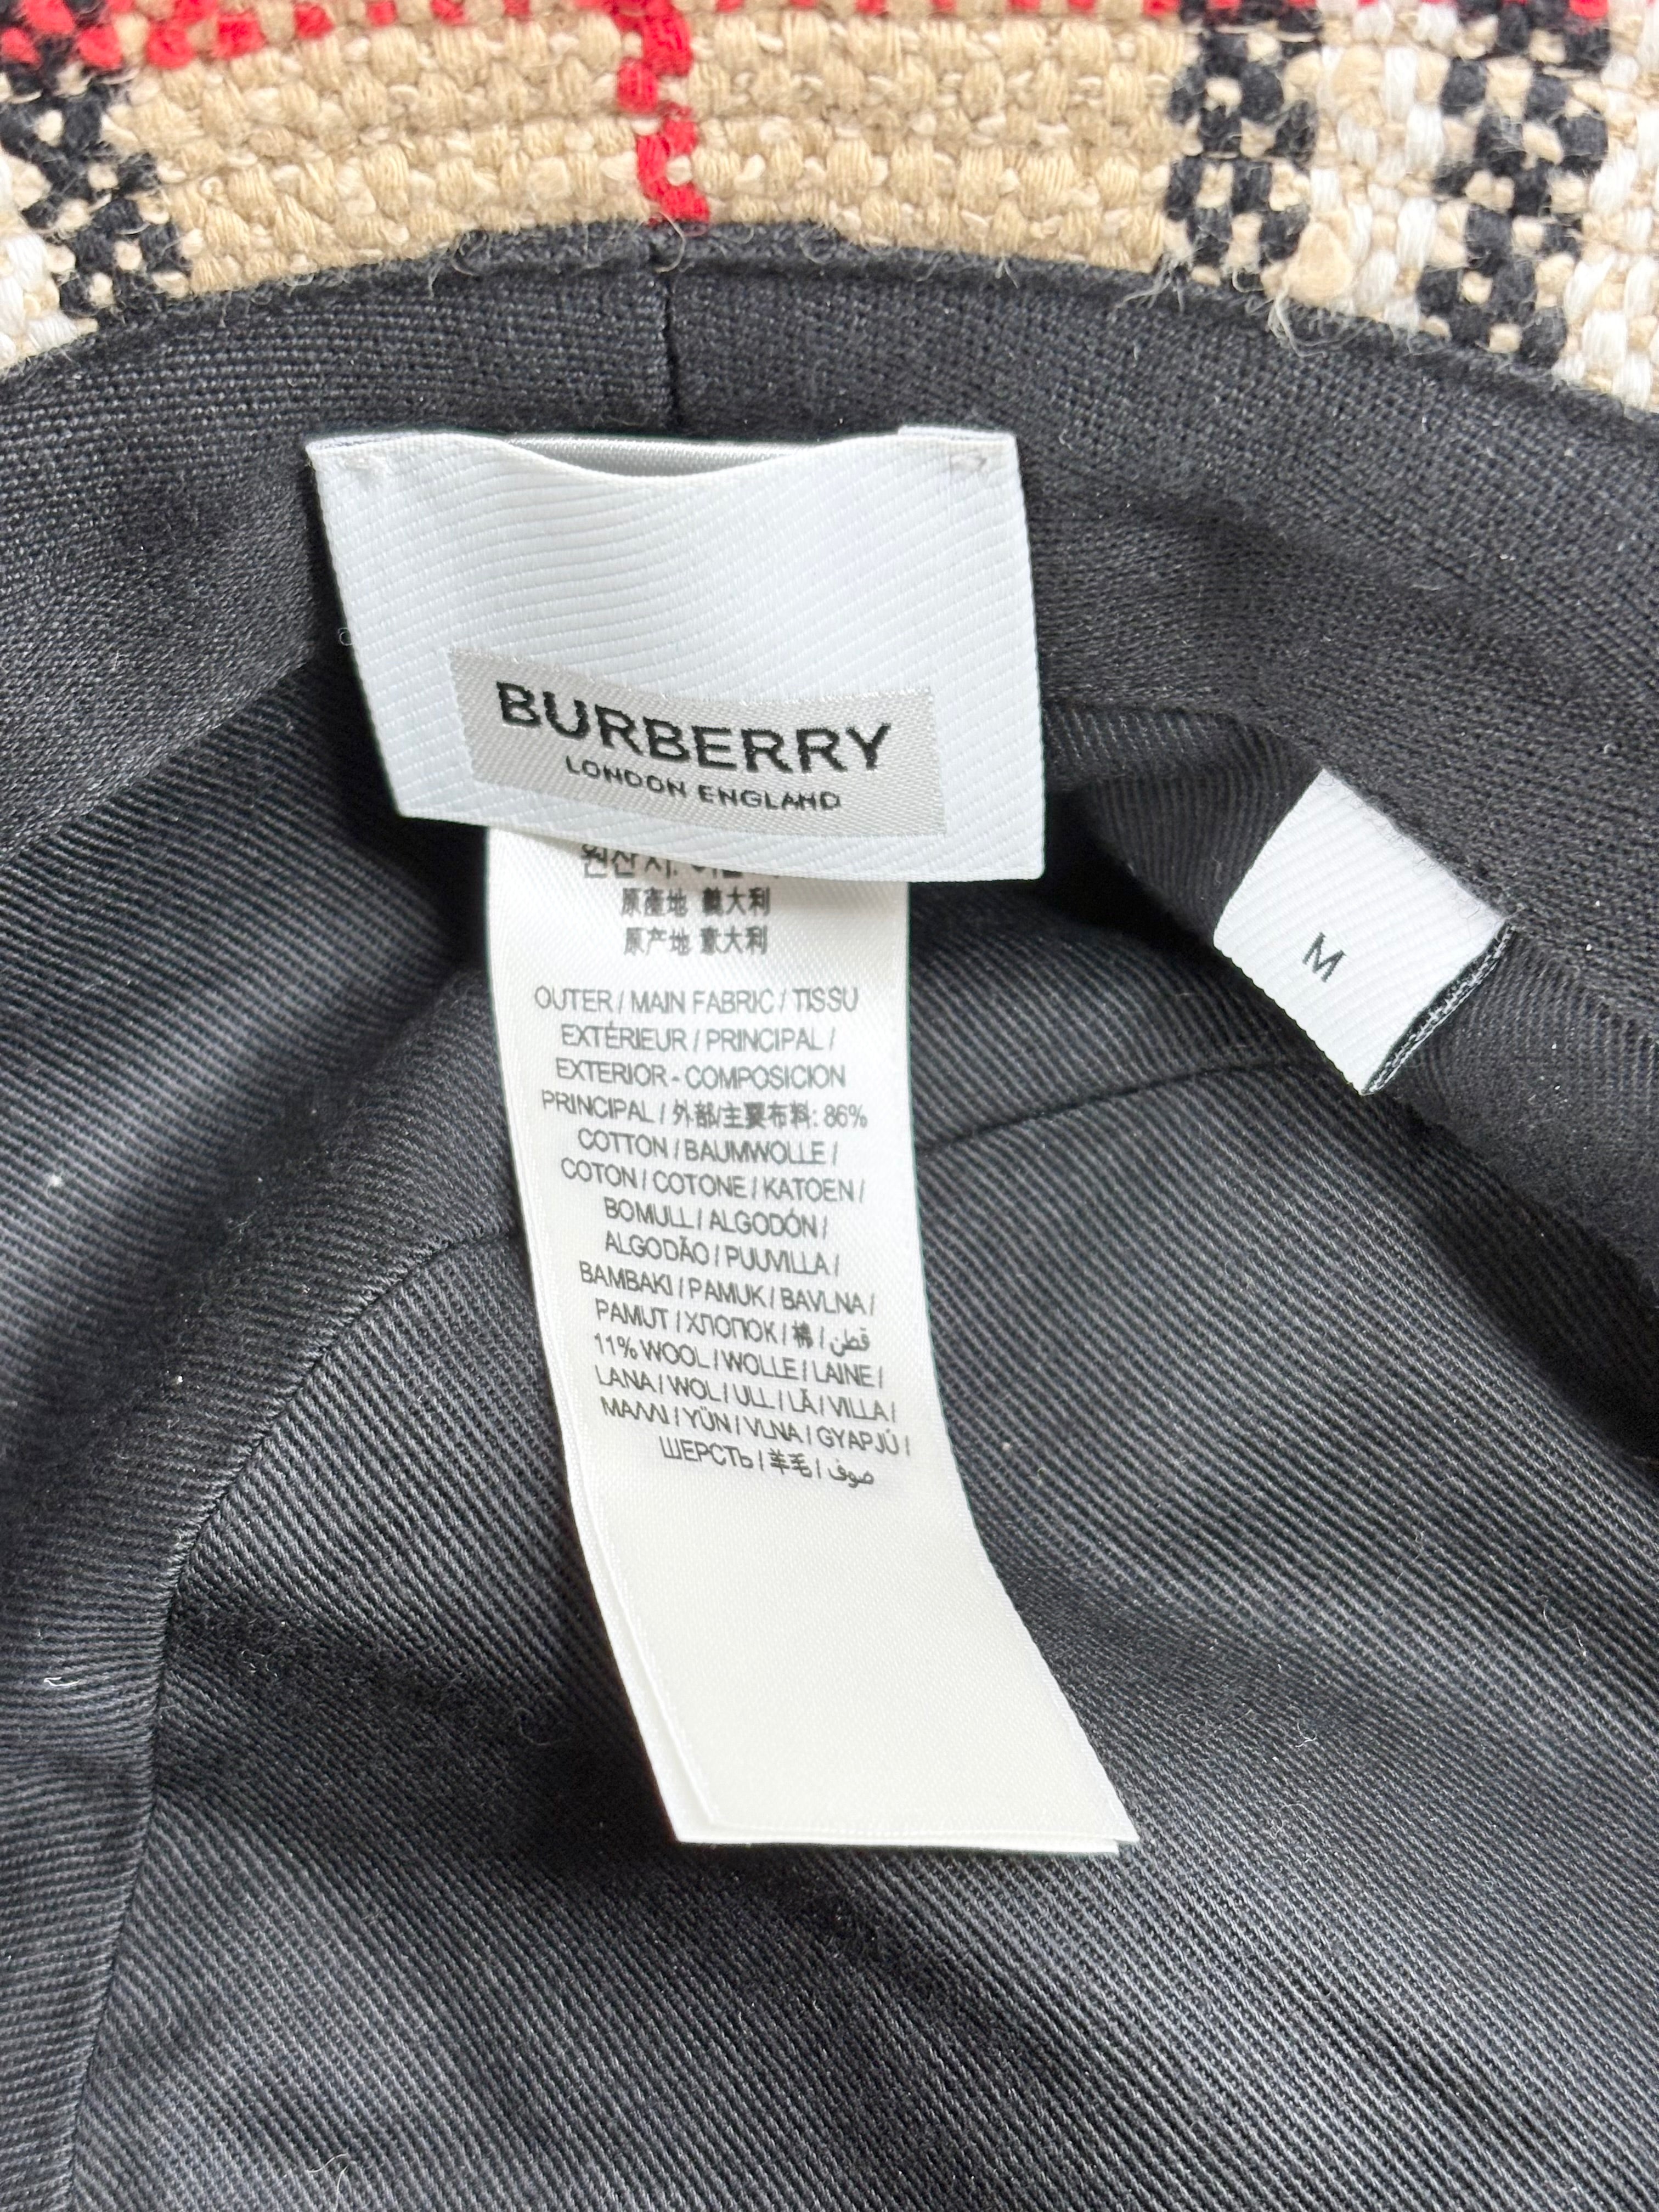 BURBERRY
LONDON ENGLAND
M
원산지:
原產地 義大利
原产地 意大利
OUTER / MAIN FABRIC / TISSU
EXTÉRIEUR / PRINCIPAL /
EXTERIOR - COMPOSICION
PRINCIPAL / 外部/主要布料: 86%
COTTON / BAUMWOLLE /
COTON / COTONE / KATOEN /
BOMULL / ALGODÓN /
ALGODÃO / PUUVILLA /
BAMBAKI / PAMUK / BAVLNA /
PAMUT / ХЛОПОК / 棉 / قطن
11% WOOL / WOLLE / LAINE /
LANA / WOL / ULL / LÃ / VILLA /
ΜΑΛΛΙ / YÜN / VLNA / GYAPJÚ /
ШЕРСТЬ / 羊毛 / صوف